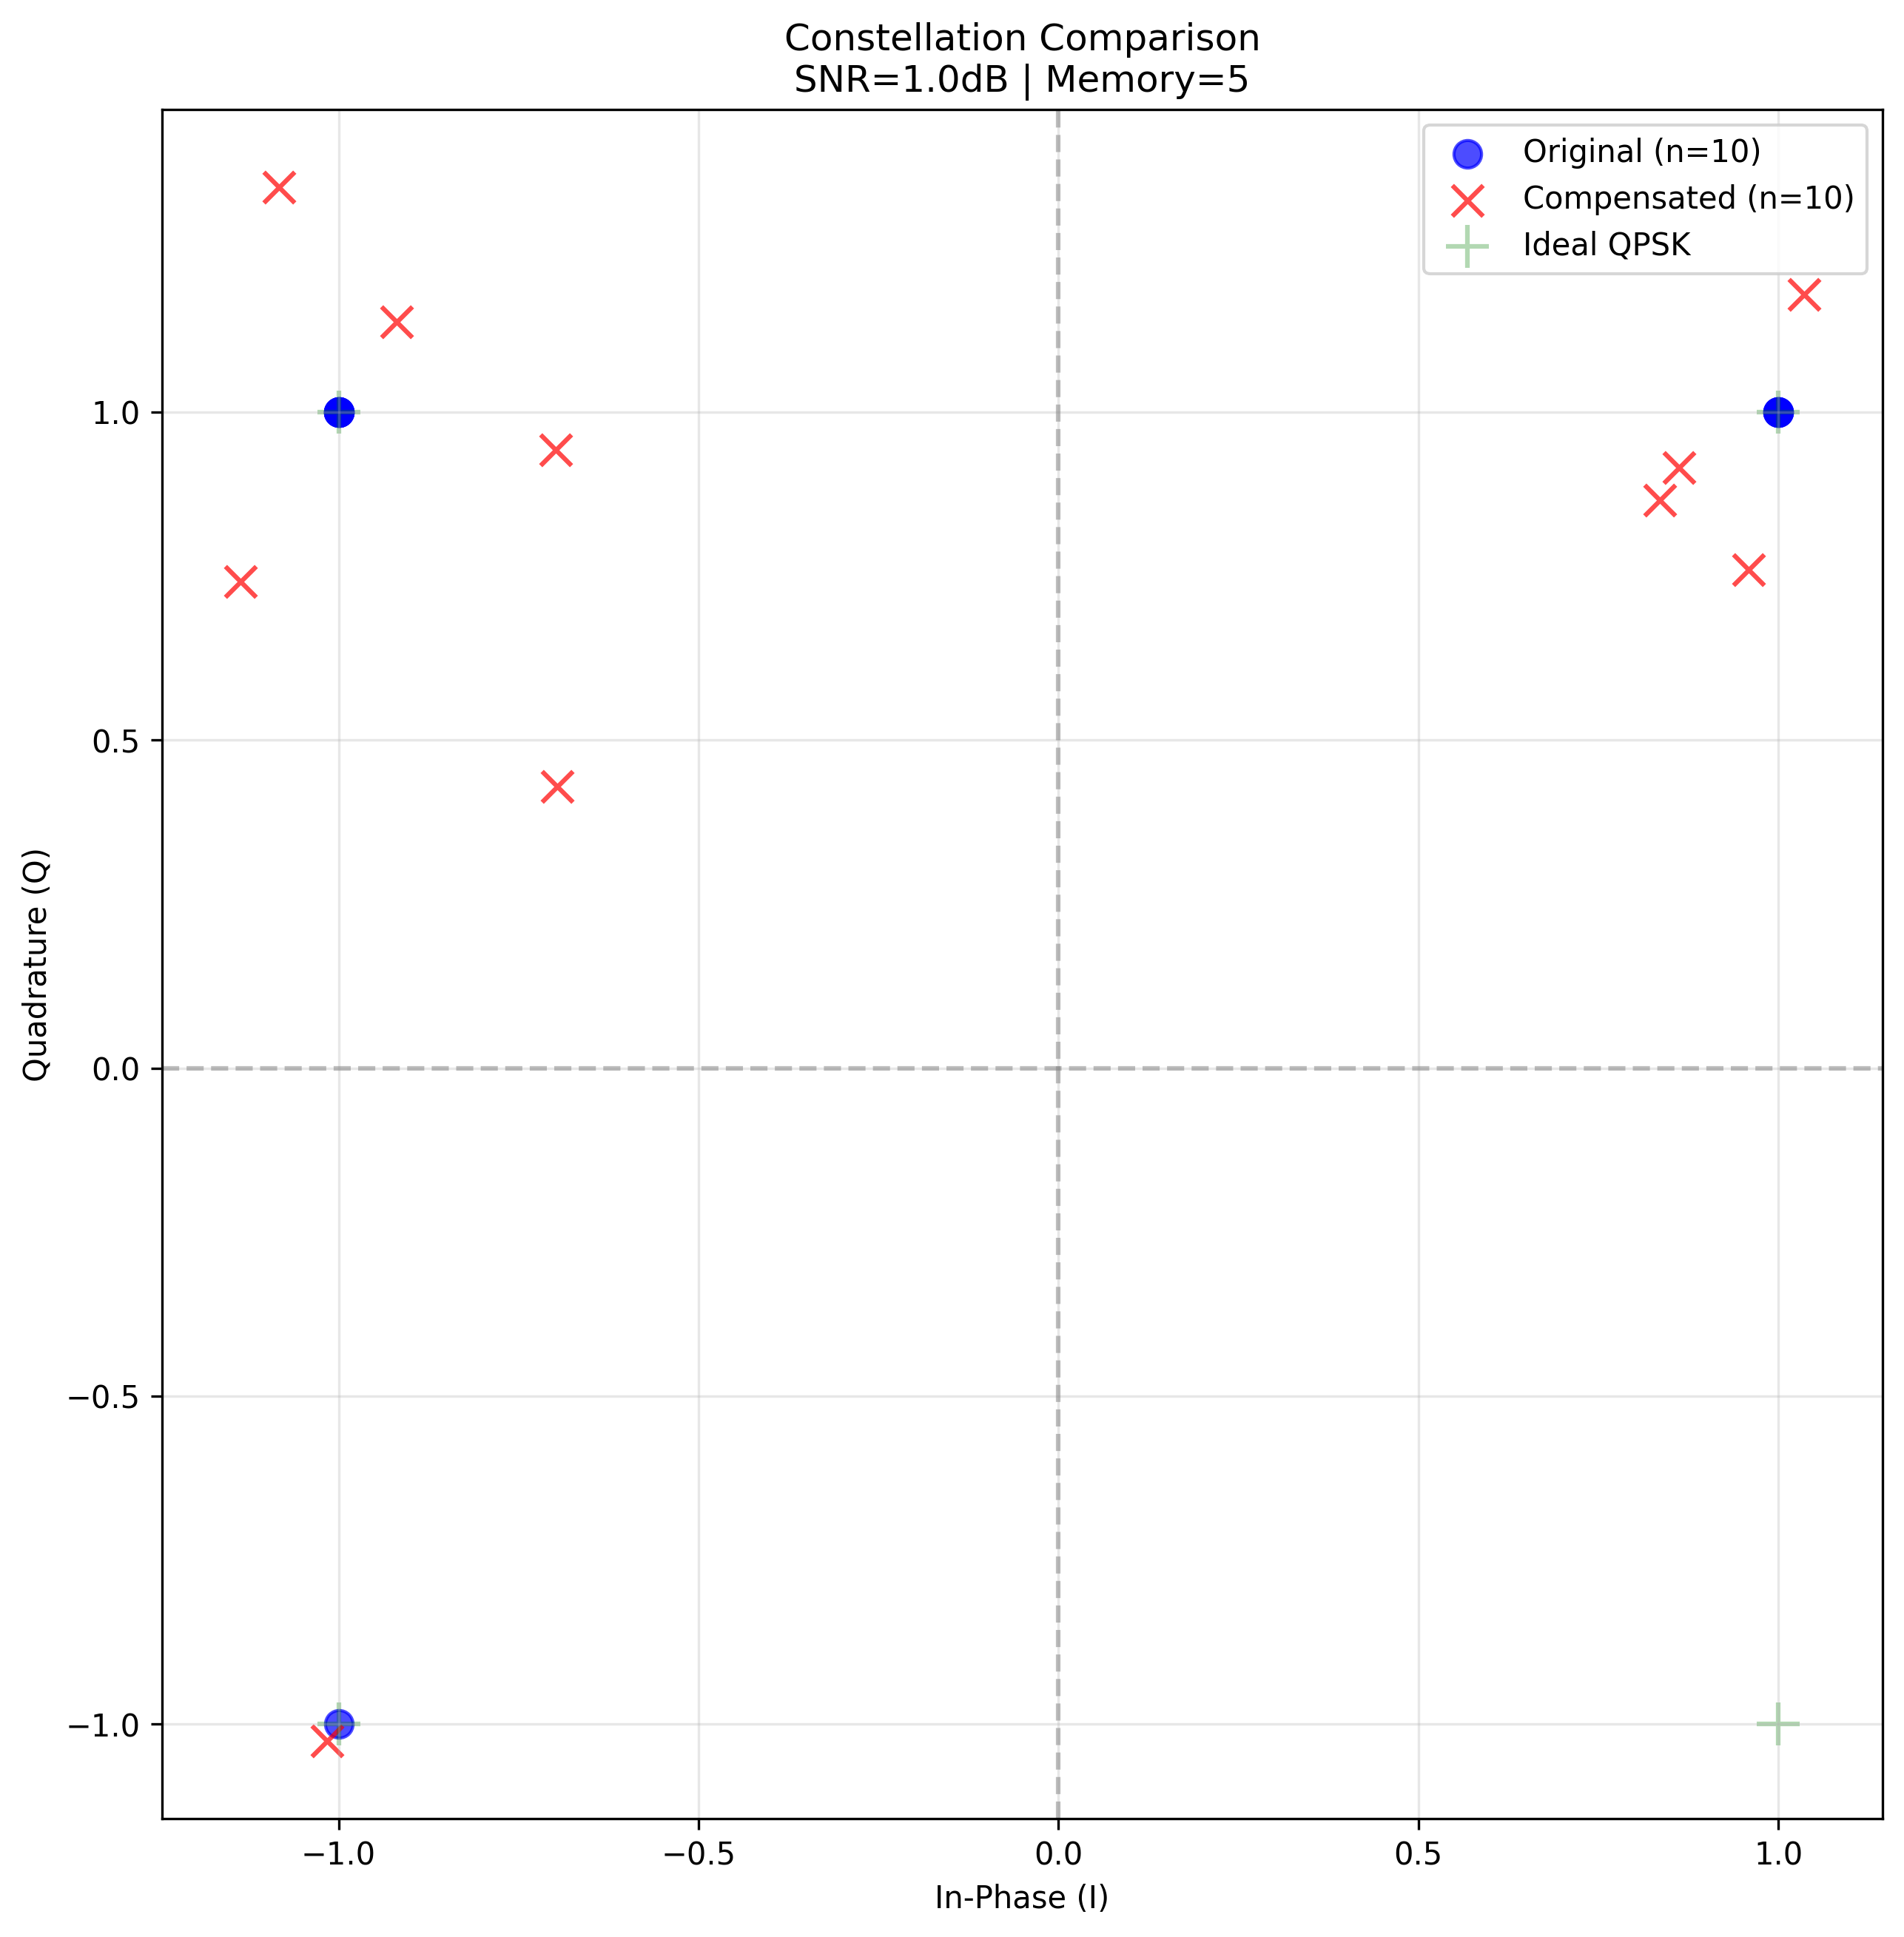 Constellation Comparison
SNR=1.0dB | Memory=5
Original (n=10)
Compensated (n=10)
Ideal QPSK
Quadrature (Q)
1.0
0.5
0.0
−0.5
−1.0
−1.0
−0.5
0.0
0.5
1.0
In-Phase (I)